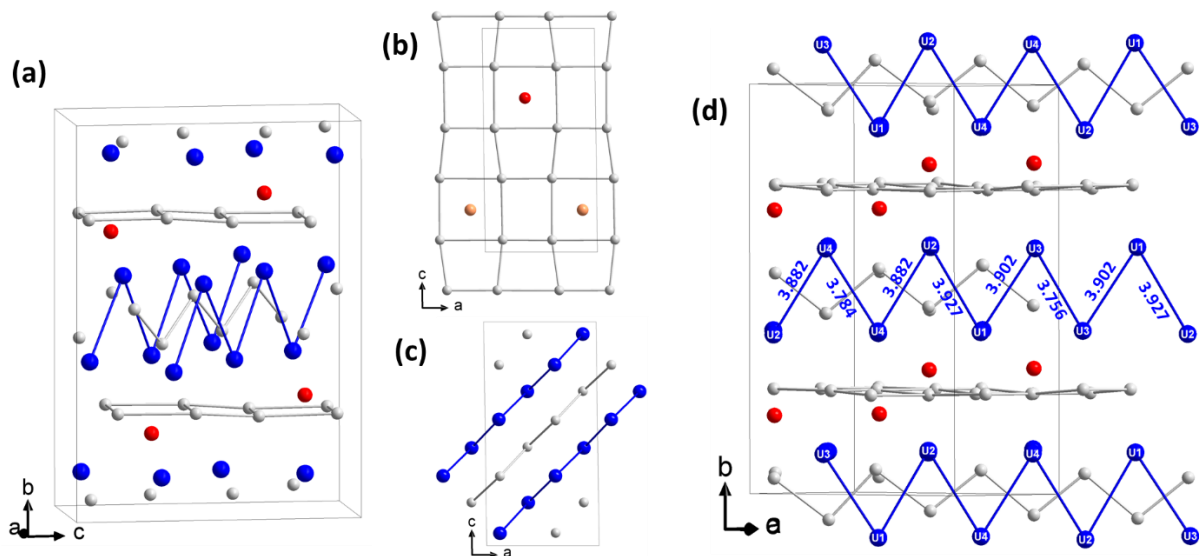 (a)
b
a
c
(b)
c
a
(c)
c
a
(d)
U3 U2 U4 U1
U1 U4 U2 U3
U4 U2 U3 U1
3.882 3.784 3.882 3.927 3.902 3.756 3.902 3.927
U2 U4 U1 U3 U2
U3 U2 U4 U1
U1 U4 U2 U3
b